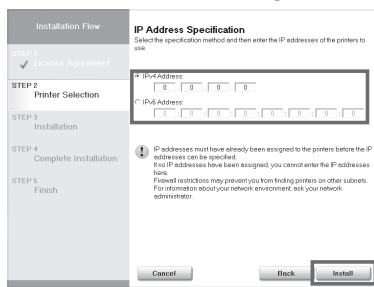 Installation Flow
STEP 1
License Agreement
STEP 2
Printer Selection
STEP 3
Installation
STEP 4
Complete Installation
STEP 5
Finish
IP Address Specification
Select the specification method and then enter the IP addresses of the printers to
use.
IPv4 Address:
0 . 0 . 0 . 0
IPv6 Address:
0 : 0 : 0 : 0 : 0 : 0 : 0 : 0
IP addresses must have already been assigned to the printers before the IP
addresses can be specified.
If no IP addresses have been assigned, you cannot enter the IP addresses
here.
Firewall restrictions may prevent you from finding printers on other subnets.
For information about your network environment, ask your network
administrator.
Cancel
Back
Install